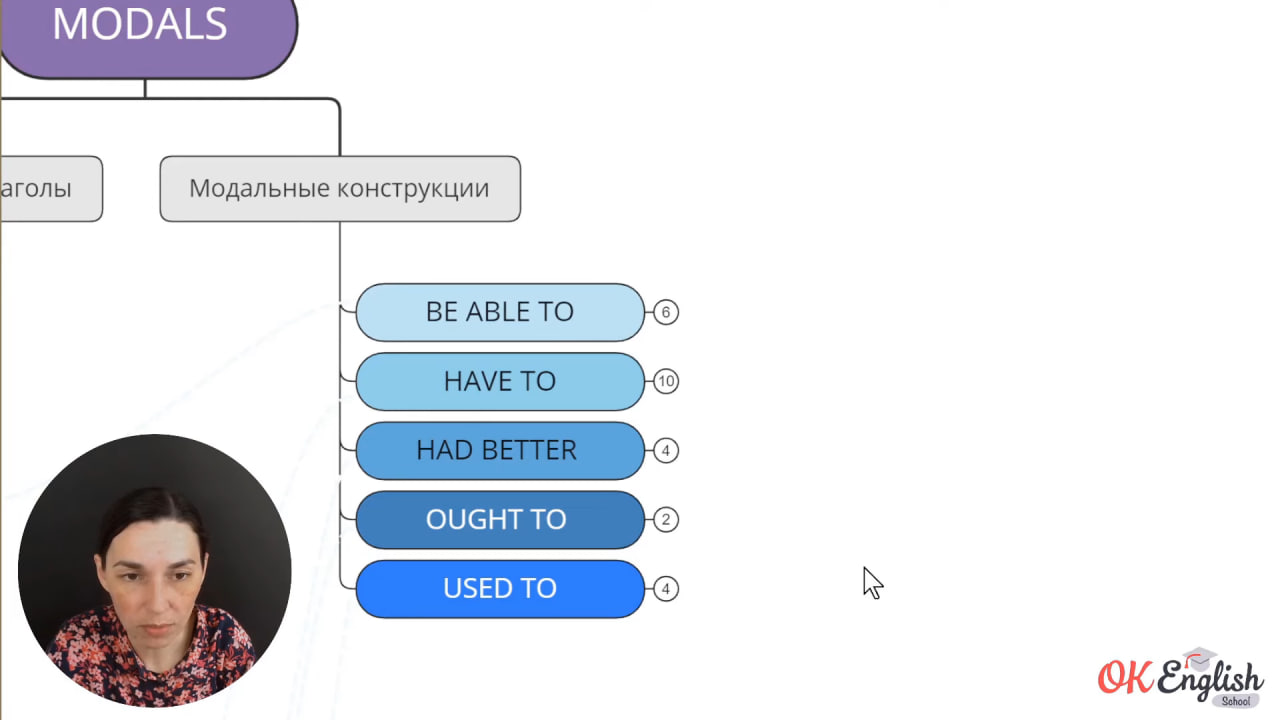 MODALS
аголы
Модальные конструкции
BE ABLE TO 6
HAVE TO 10
HAD BETTER 4
OUGHT TO 2
USED TO 4
OK English
School